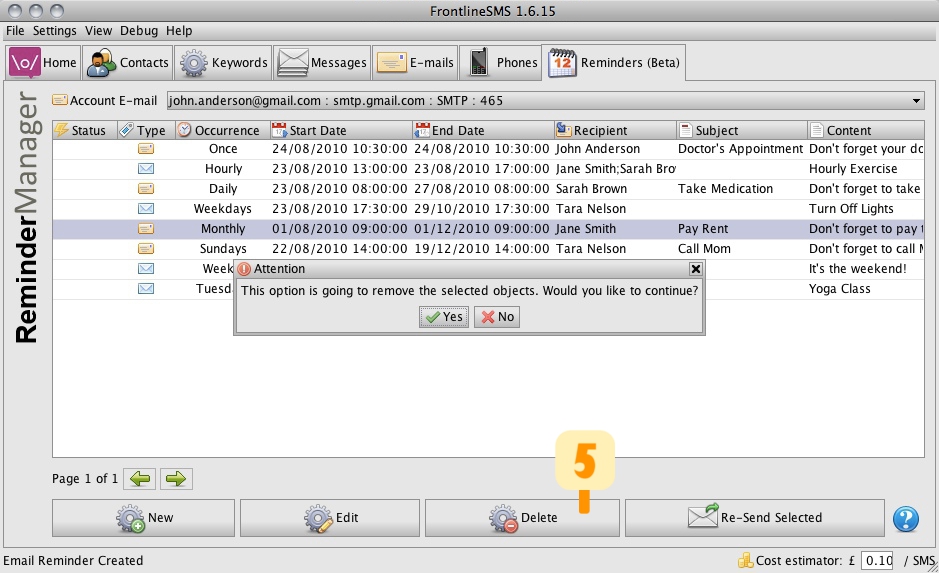 FrontlineSMS 1.6.15
File Settings View Debug Help
\o/ Home Contacts Keywords Messages E-mails Phones 12 Reminders (Beta)
ReminderManager
Account E-mail john.anderson@gmail.com : smtp.gmail.com : SMTP : 465
Status Type Occurrence Start Date End Date Recipient Subject Content
Once 24/08/2010 10:30:00 24/08/2010 10:30:00 John Anderson Doctor's Appointment Don't forget your do
Hourly 23/08/2010 13:00:00 23/08/2010 17:00:00 Jane Smith;Sarah Bro Hourly Exercise
Daily 23/08/2010 08:00:00 27/08/2010 08:00:00 Sarah Brown Take Medication Don't forget to take
Weekdays 23/08/2010 17:30:00 29/10/2010 17:30:00 Tara Nelson Turn Off Lights
Monthly 01/08/2010 09:00:00 01/12/2010 09:00:00 Jane Smith Pay Rent Don't forget to pay t
Sundays 22/08/2010 14:00:00 19/12/2010 14:00:00 Tara Nelson Call Mom Don't forget to call M
Week It's the weekend!
Tuesd Yoga Class
Attention
This option is going to remove the selected objects. Would you like to continue?
Yes No
5
Page 1 of 1
New Edit Delete Re-Send Selected ?
Email Reminder Created Cost estimator: £ 0.10 / SMS